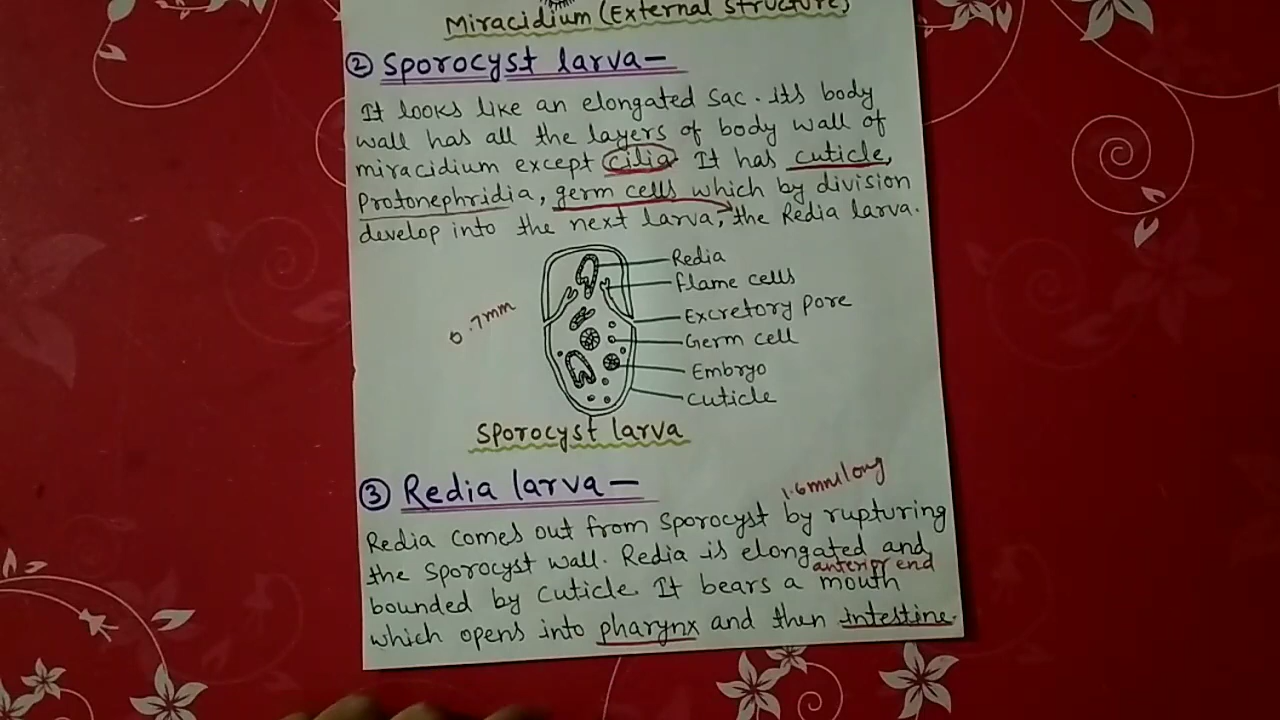 Miracidium (External Structure)
② Sporocyst larva-
It looks like an elongated sac. Its body
wall has all the layers of body wall of
miracidium except cilia It has cuticle,
Protonephridia, germ cells which by division
develop into the next larva, the Redia larva.
Redia
flame cells
0.7mm
Excretory pore
Germ cell
Embryo
Cuticle
Sporocyst larva
③ Redia larva-
1.6mm long
Redia comes out from Sporocyst by rupturing
the Sporocyst wall. Redia is elongated and
anterior end
bounded by Cuticle. It bears a mouth
which opens into pharynx and then intestine.